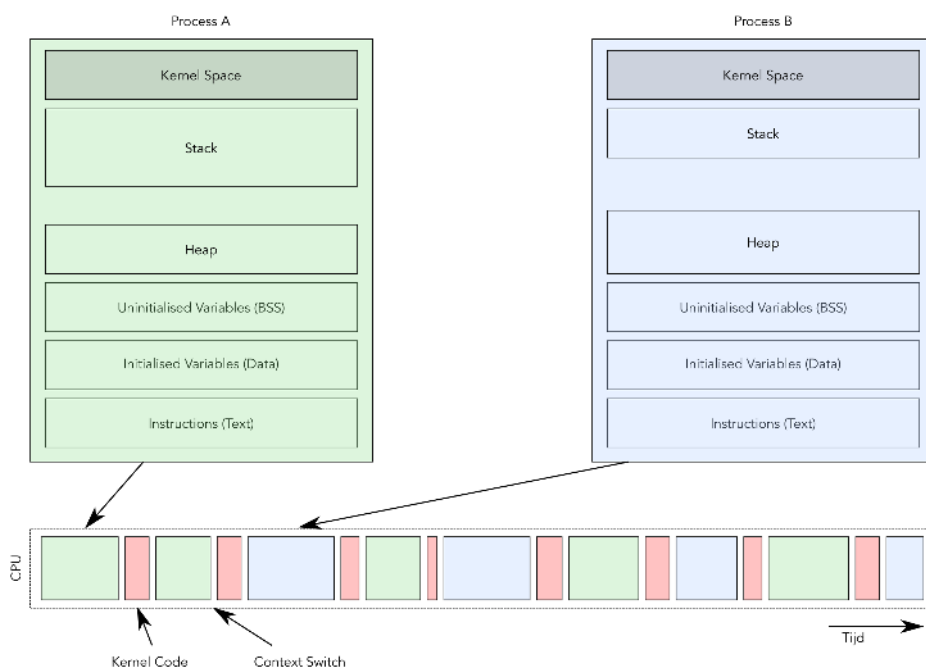 Process A
Process B
Kernel Space
Kernel Space
Stack
Stack
Heap
Heap
Uninitialised Variables (BSS)
Uninitialised Variables (BSS)
Initialised Variables (Data)
Initialised Variables (Data)
Instructions (Text)
Instructions (Text)
CPU
Tijd
Kernel Code
Context Switch